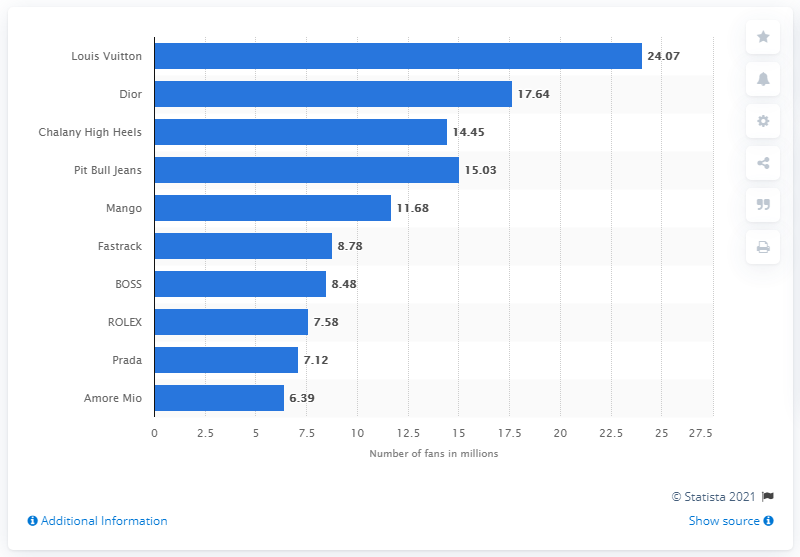 Louis Vuitton 24.07
Dior 17.64
Chalany High Heels 14.45
Pit Bull Jeans 15.03
Mango 11.68
Fastrack 8.78
BOSS 8.48
ROLEX 7.58
Prada 7.12
Amore Mio 6.39
0 2.5 5 7.5 10 12.5 15 17.5 20 22.5 25 27.5
Number of fans in millions
© Statista 2021
Additional Information Show source